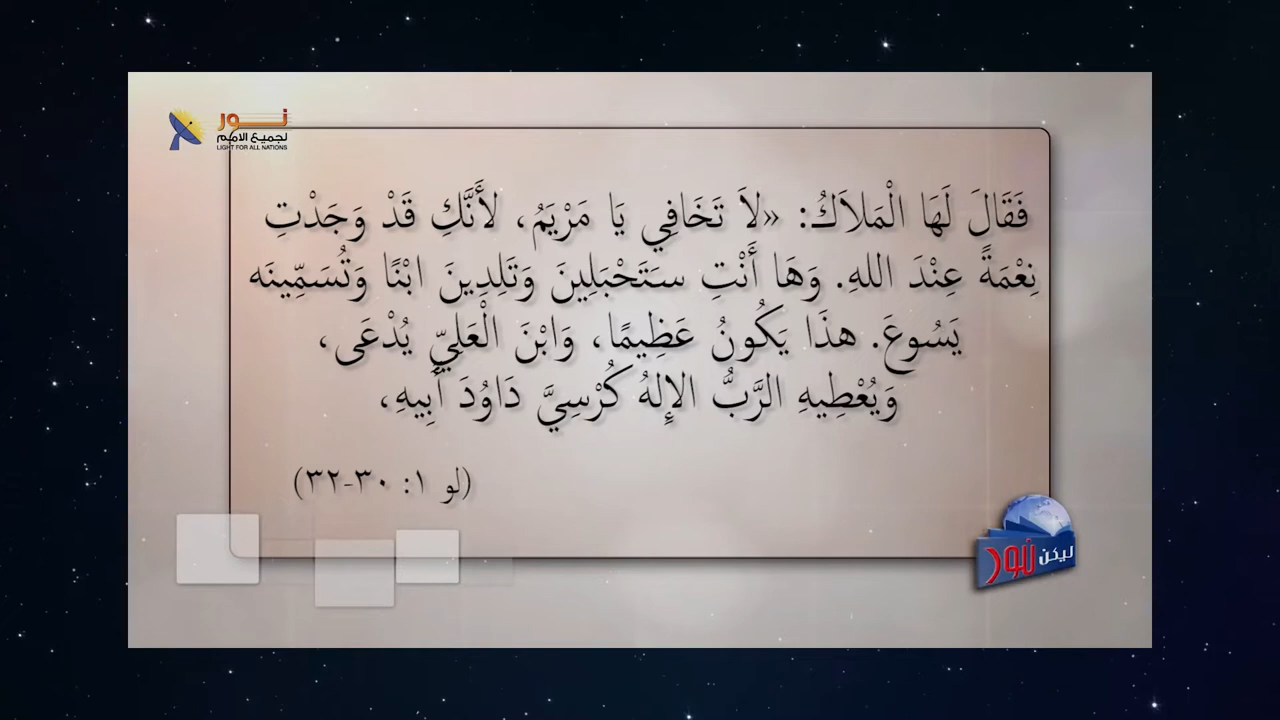 نور
لجميع الامم
LIGHT FOR ALL NATIONS
فَقَالَ لَهَا الْمَلاَكُ: «لاَ تَخَافِي يَا مَرْيَمُ، لأَنَّكِ قَدْ وَجَدْتِ
نِعْمَةً عِنْدَ اللهِ. وَهَا أَنْتِ سَتَحْبَلِينَ وَتَلِدِينَ ابْنًا وَتُسَمِّينَه
يَسُوعَ. هذَا يَكُونُ عَظِيمًا، وَابْنَ الْعَلِيِّ يُدْعَى،
وَيُعْطِيهِ الرَّبُّ الإِلهُ كُرْسِيَّ دَاوُدَ أَبِيهِ،
(لو ١: ٣٠-٣٢)
ليكن نور